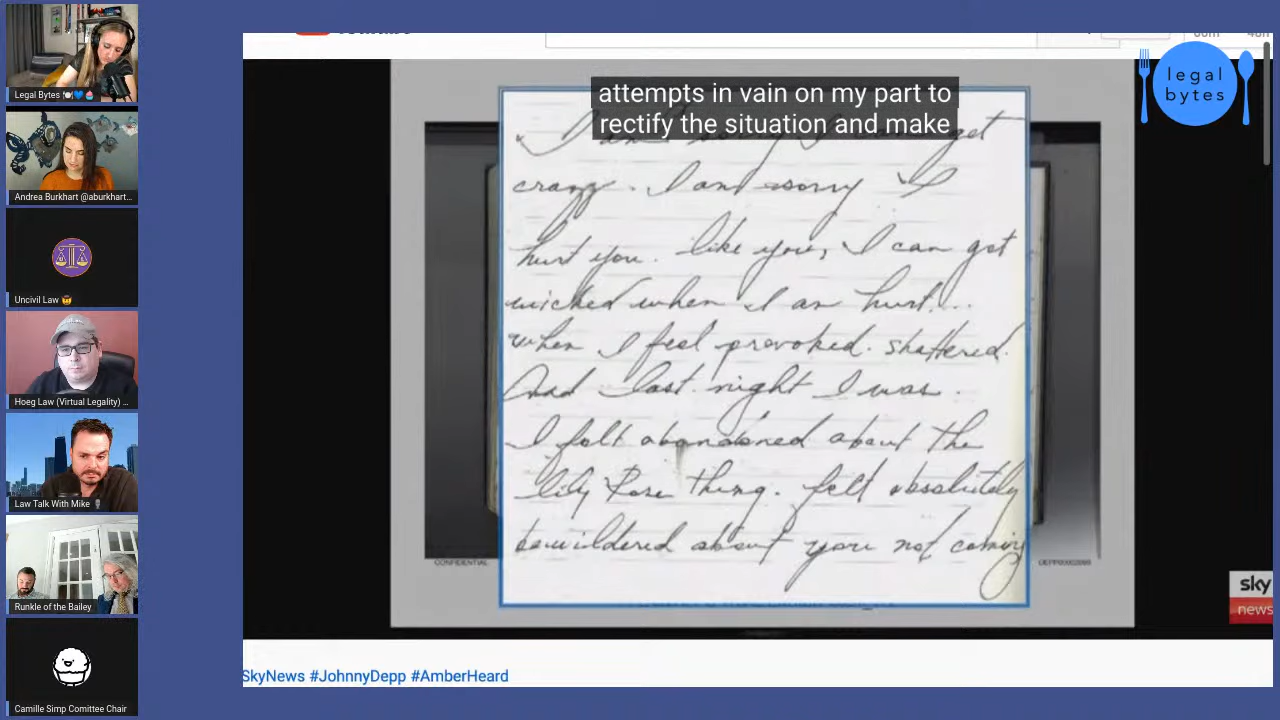 attempts in vain on my part to
rectify the situation and make
get
crazy. I am sorry I
hurt you. like you, I can get
wicked when I am hurt...
when I feel provoked. shattered.
And last night I was.
I felt abandoned about the
lily Rose thing. felt absolutely
bewildered about you not coming
CONFIDENTIAL
legal
bytes
sky
news
SkyNews #JohnnyDepp #AmberHeard
Legal Bytes 🍽️💙🧁
Andrea Burkhart @aburkhart...
Uncivil Law 🤠
Hoeg Law (Virtual Legality) ...
Law Talk With Mike 🎙️
Runkle of the Bailey
Camille Simp Comittee Chair